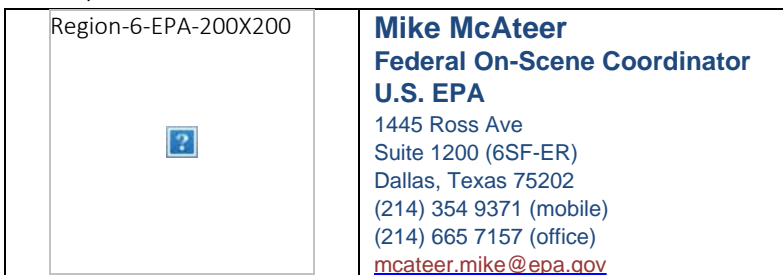 Region-6-EPA-200X200
Mike McAteer
Federal On-Scene Coordinator
U.S. EPA
1445 Ross Ave
Suite 1200 (6SF-ER)
Dallas, Texas 75202
(214) 354 9371 (mobile)
(214) 665 7157 (office)
mcateer.mike@epa.gov